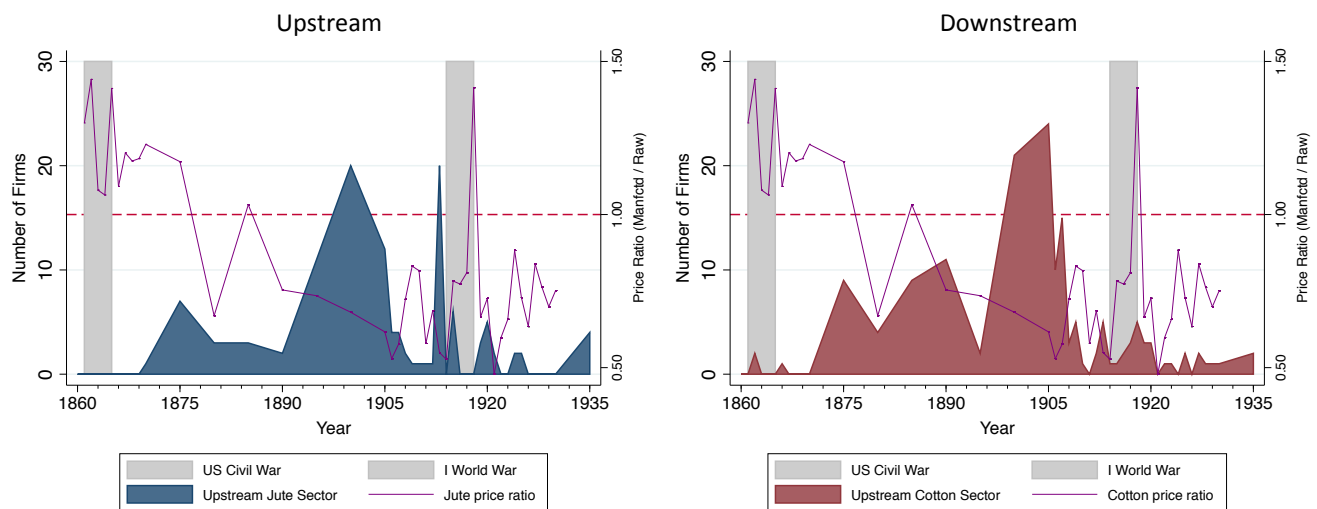 Upstream
30
20
10
0
Number of Firms
1.50
1.00
0.50
Price Ratio (Manfctd / Raw)
1860 1875 1890 1905 1920 1935
Year
US Civil War I World War
Upstream Jute Sector Jute price ratio
Downstream
30
20
10
0
Number of Firms
1.50
1.00
0.50
Price Ratio (Manfctd / Raw)
1860 1875 1890 1905 1920 1935
Year
US Civil War I World War
Upstream Cotton Sector Cotton price ratio